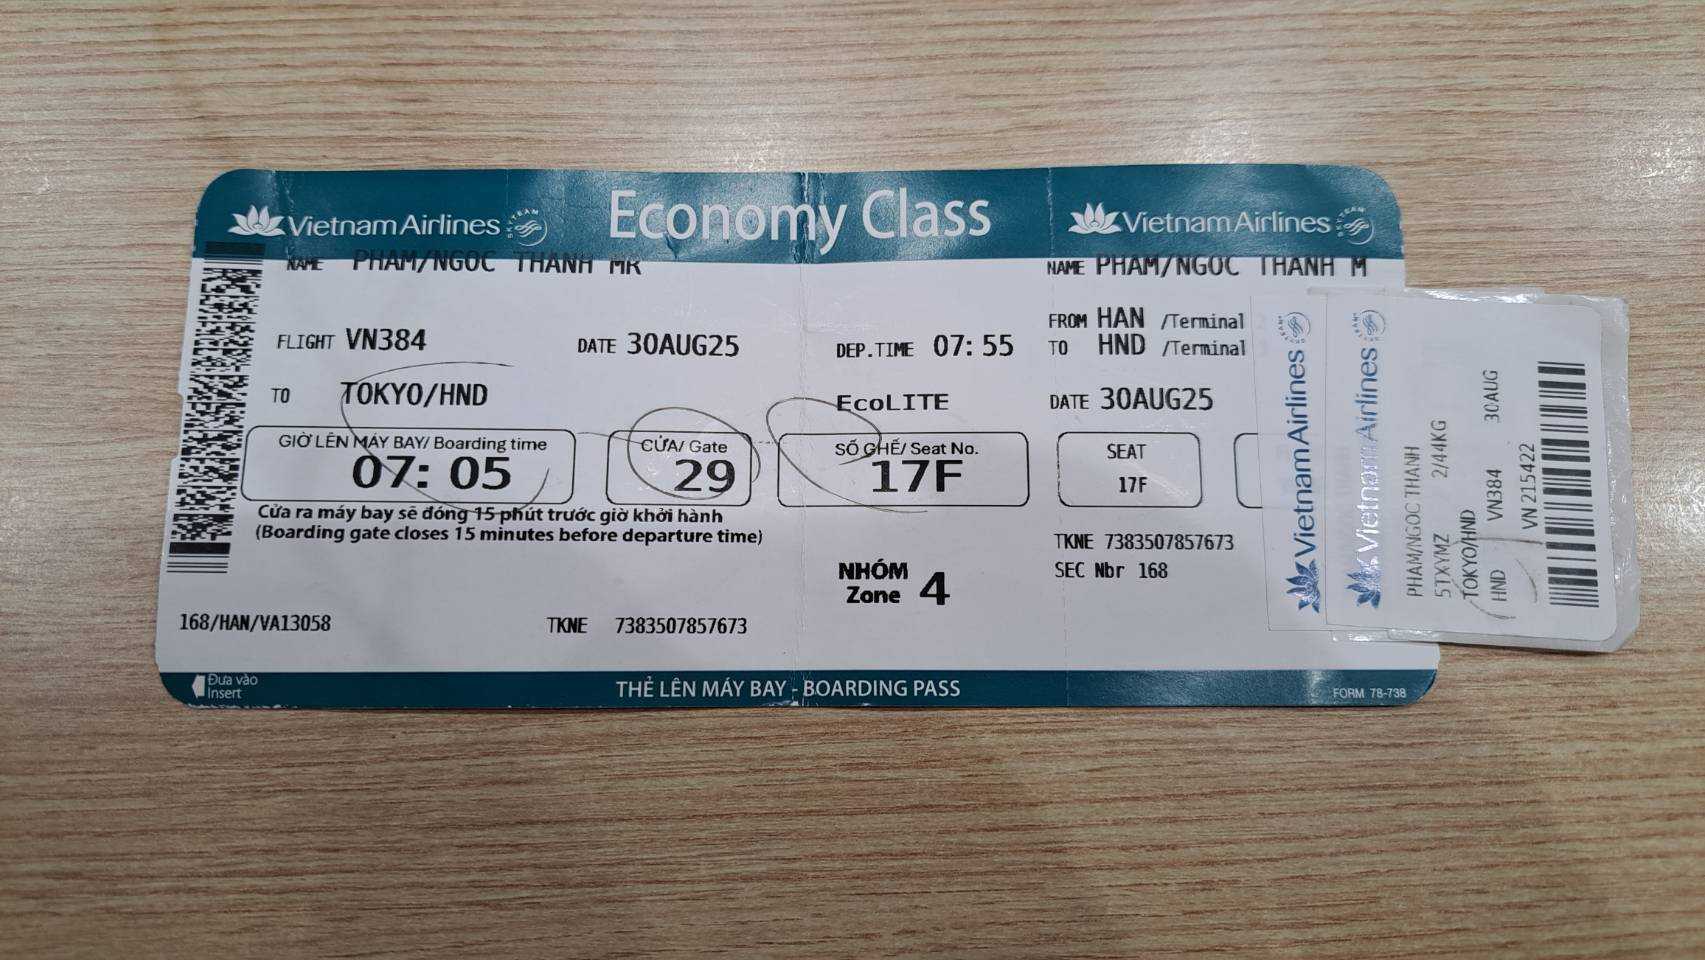 Vietnam Airlines SKYTEAM
Economy Class
Vietnam Airlines SKYTEAM
NAME PHAM/NGOC THANH MR
NAME PHAM/NGOC THANH M
FLIGHT VN384 DATE 30AUG25 DEP.TIME 07:55
FROM HAN /Terminal
TO HND /Terminal
TO TOKYO/HND EcoLITE
DATE 30AUG25
GIỜ LÊN MÁY BAY/ Boarding time
07:05
CỬA/ Gate
29
SỐ GHẾ/ Seat No.
17F
SEAT
17F
Cửa ra máy bay sẽ đóng 15 phút trước giờ khởi hành
(Boarding gate closes 15 minutes before departure time)
NHÓM
Zone 4
TKNE 7383507857673
SEC Nbr 168
168/HAN/VA13058 TKNE 7383507857673
Đưa vào
Insert
THẺ LÊN MÁY BAY - BOARDING PASS
FORM 78-738
Vietnam Airlines
Vietnam Airlines
PHAM/NGOC THANH
5TXYMZ 2/44KG
TOKYO/HND
HND VN384 30AUG
VN 215422